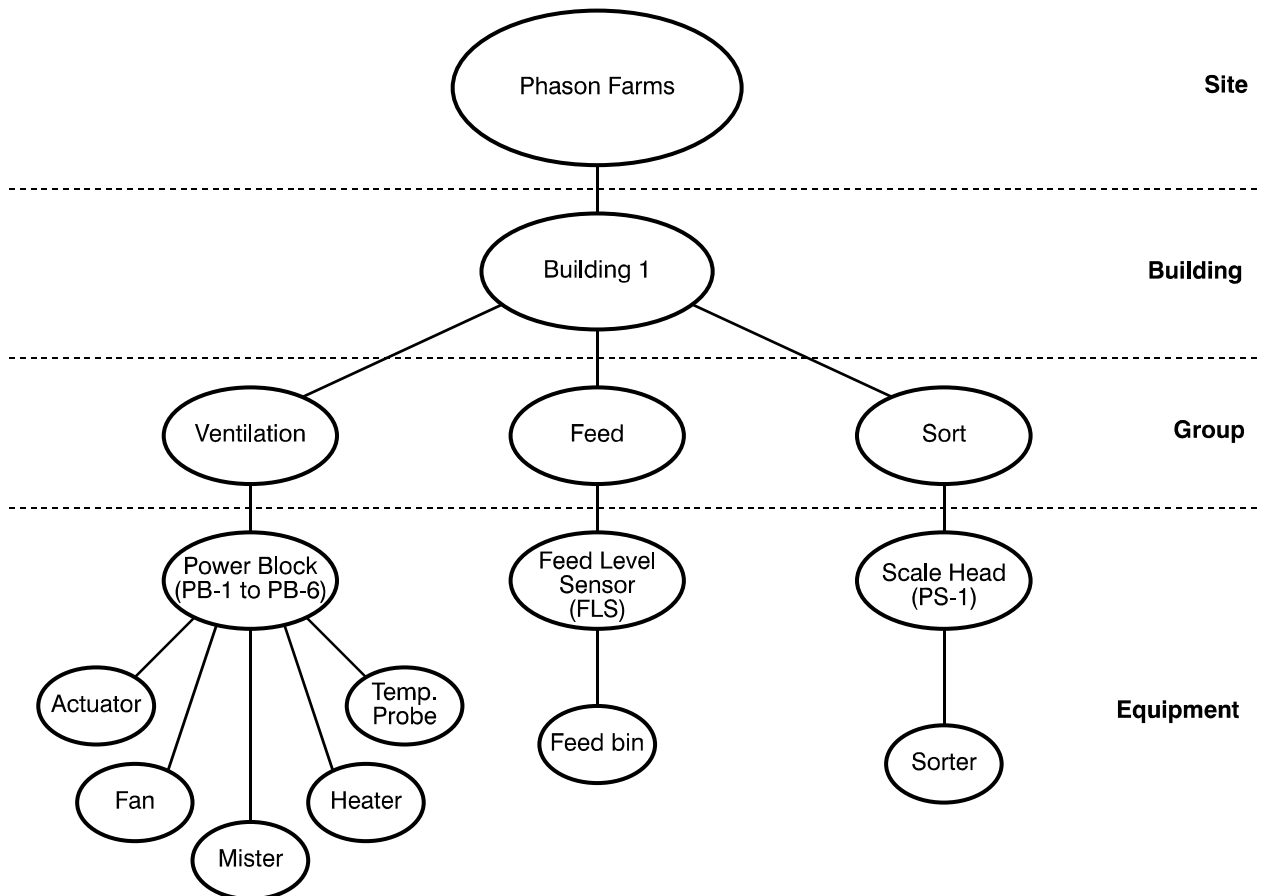 Phason Farms
Site
Building 1
Building
Ventilation
Feed
Sort
Group
Power Block
(PB-1 to PB-6)
Feed Level
Sensor
(FLS)
Scale Head
(PS-1)
Actuator
Temp.
Probe
Equipment
Feed bin
Sorter
Fan
Heater
Mister